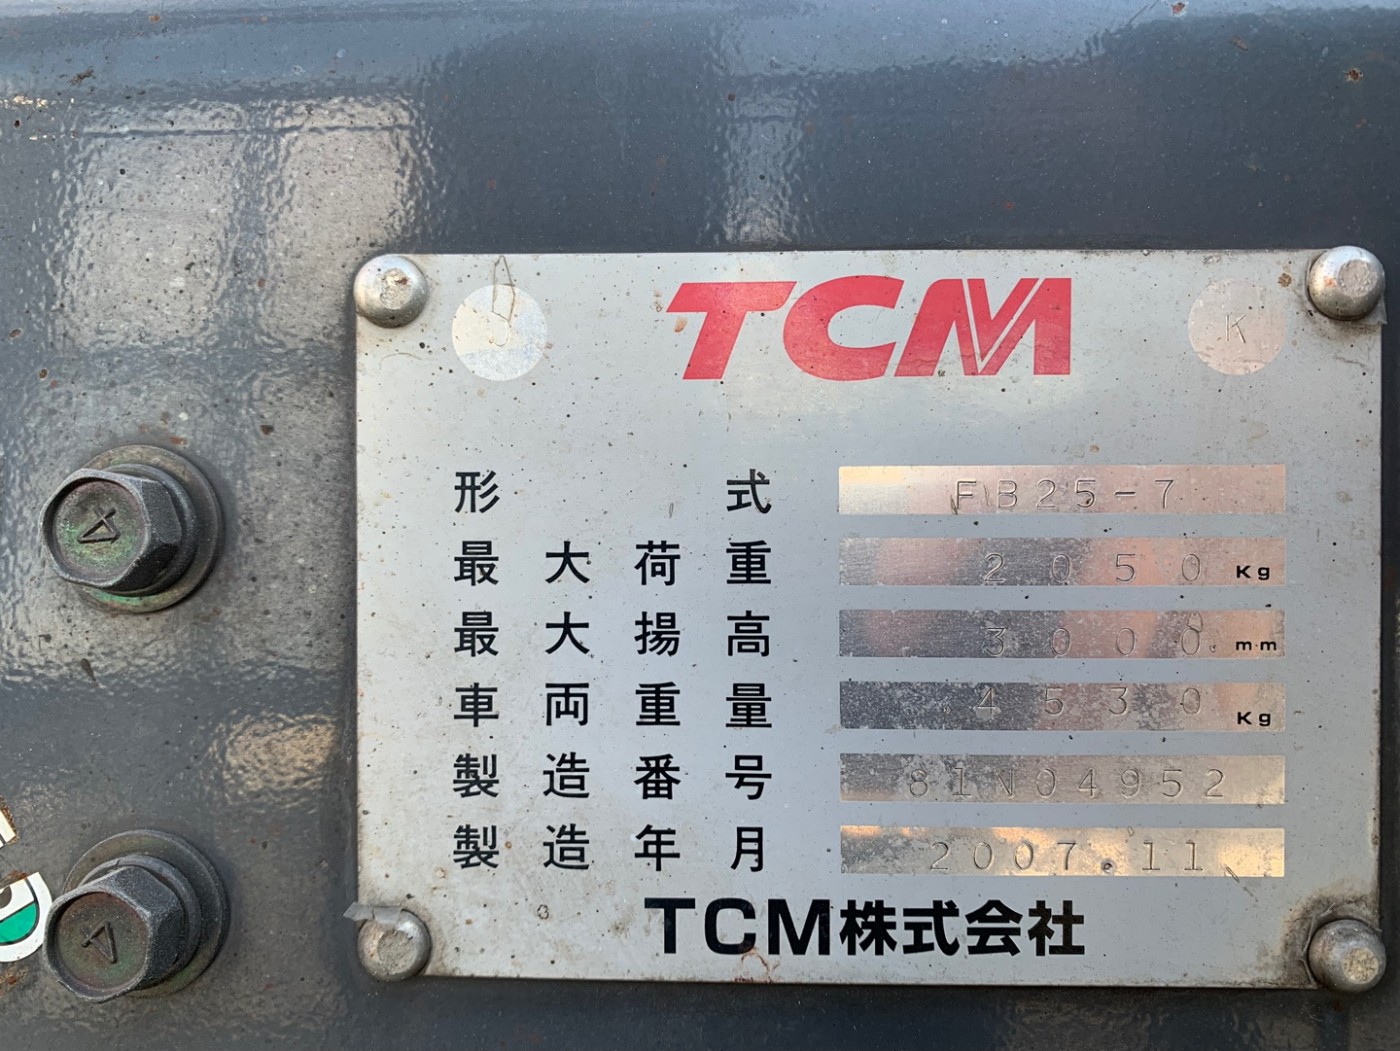 J TCM K
形式 FB25-7
最大荷重 2050 Kg
最大揚高 3000 mm
車両重量 4530 Kg
製造番号 81N04952
製造年月 2007.11
TCM株式会社
4
4